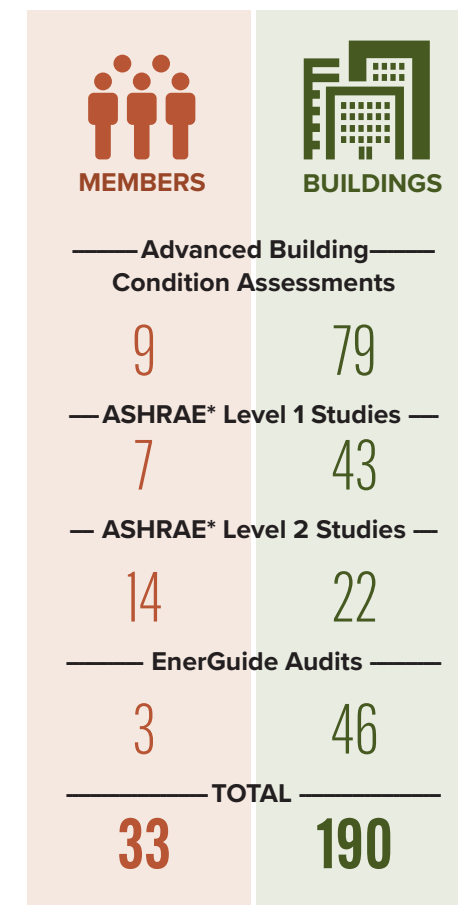 MEMBERS BUILDINGS
Advanced Building
Condition Assessments
9 79
ASHRAE* Level 1 Studies
7 43
ASHRAE* Level 2 Studies
14 22
EnerGuide Audits
3 46
TOTAL
33 190